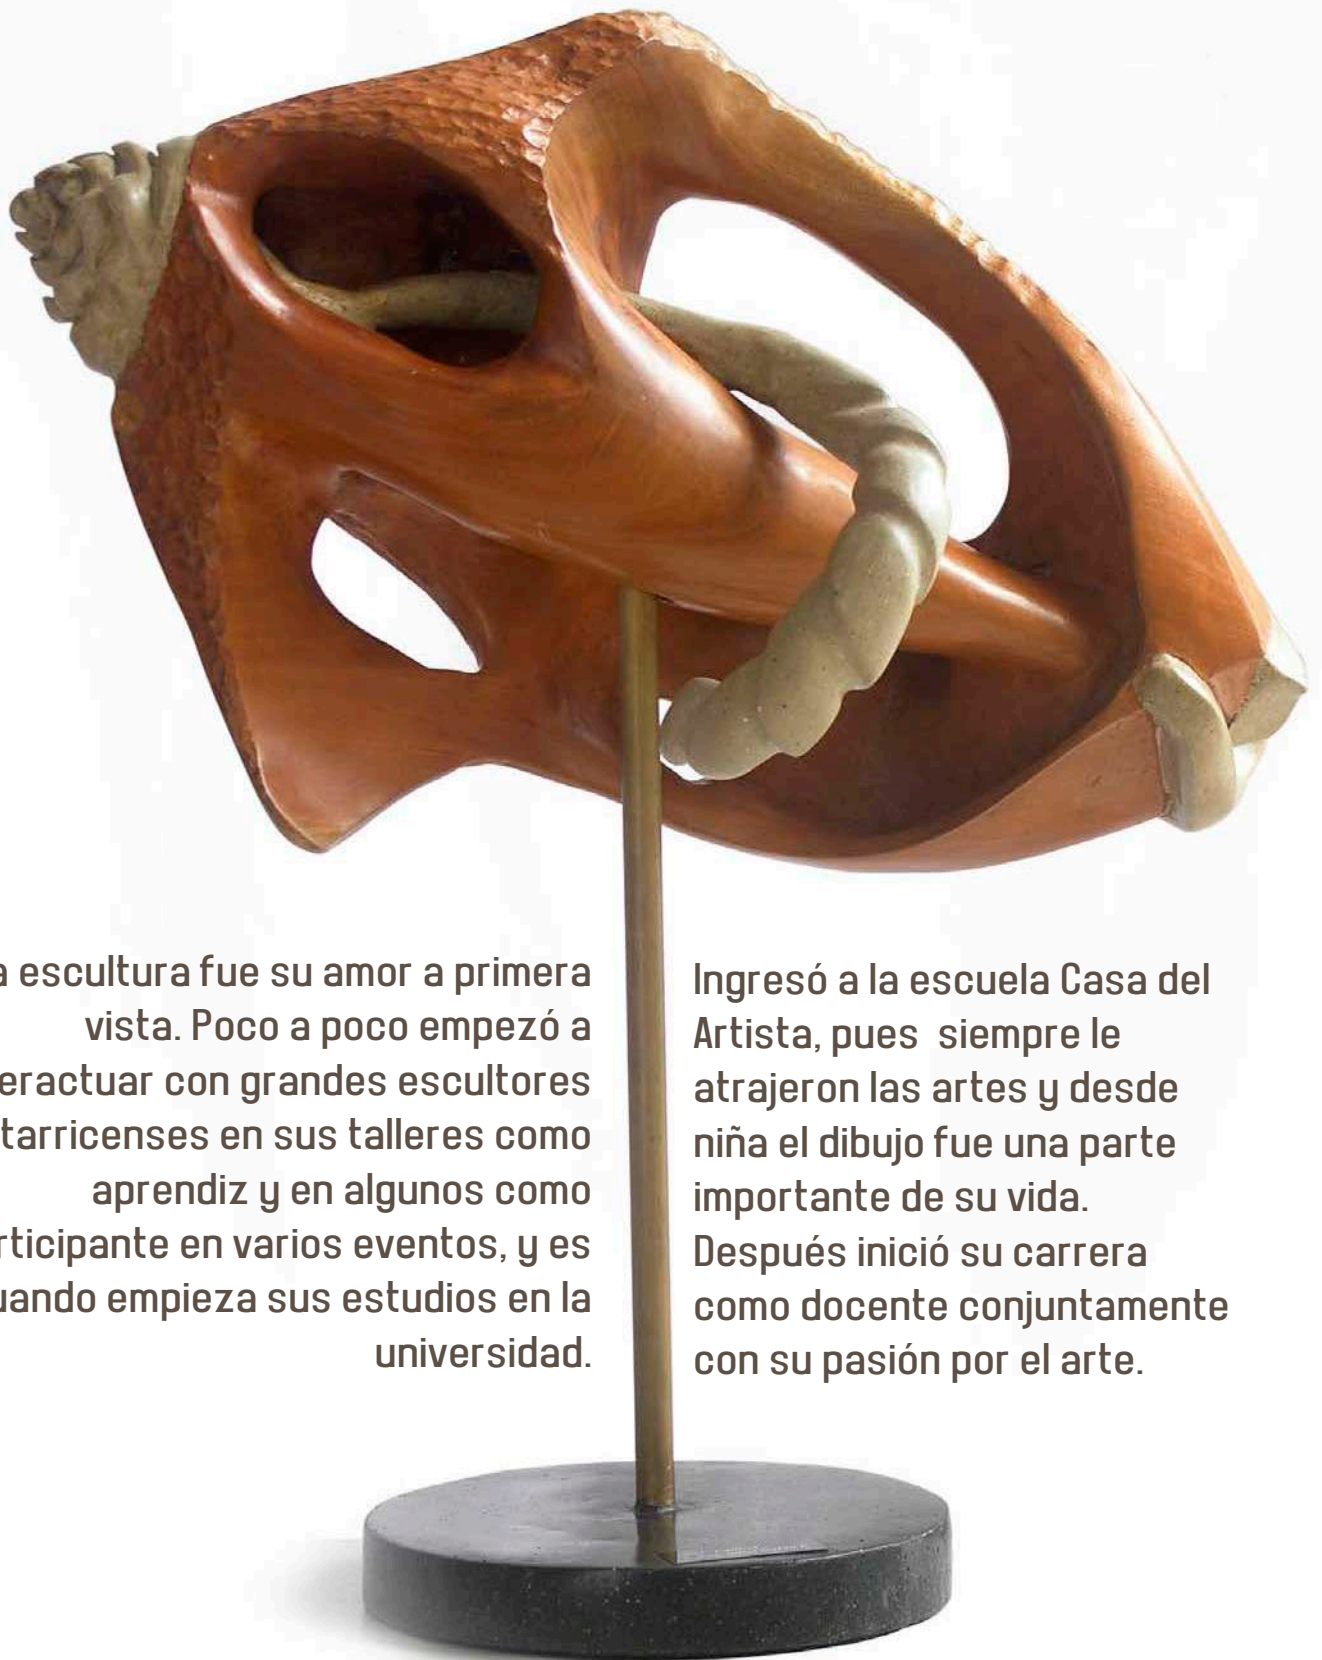 a escultura fue su amor a primera
vista. Poco a poco empezó a
eractuar con grandes escultores
tarricenses en sus talleres como
aprendiz y en algunos como
rticipante en varios eventos, y es
uando empieza sus estudios en la
universidad.
Ingresó a la escuela Casa del
Artista, pues siempre le
atrajeron las artes y desde
niña el dibujo fue una parte
importante de su vida.
Después inició su carrera
como docente conjuntamente
con su pasión por el arte.